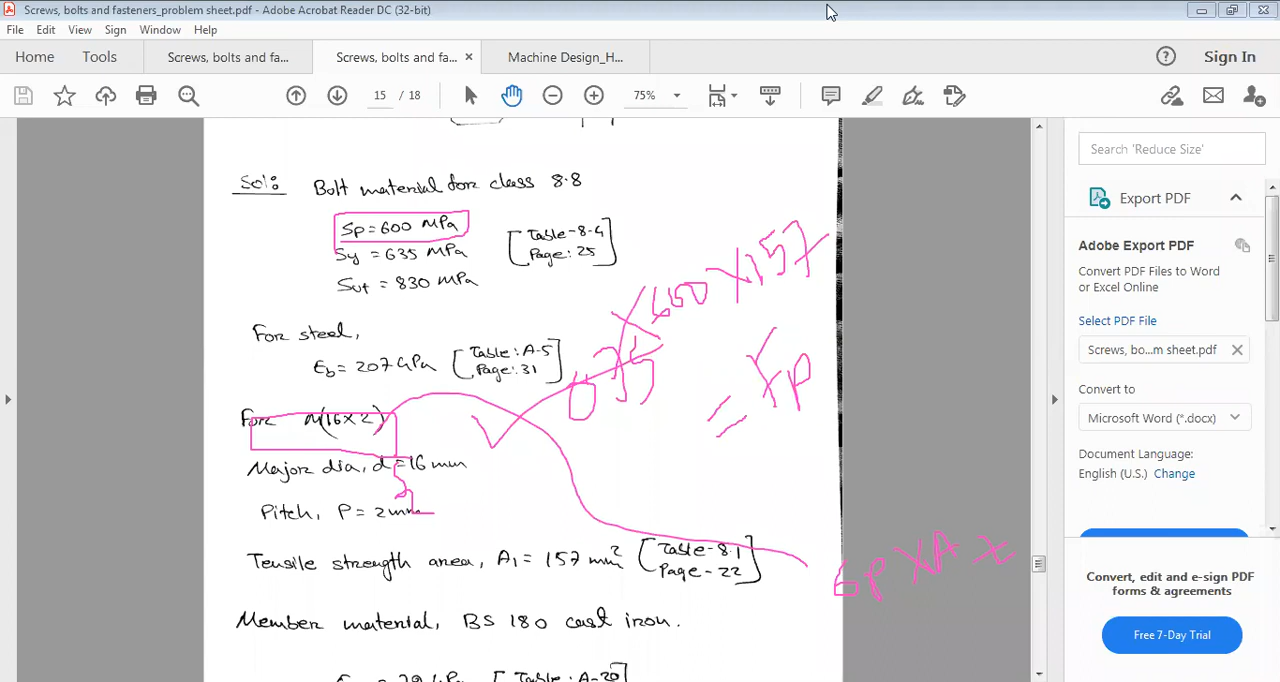 Screws, bolts and fasteners_problem sheet.pdf - Adobe Acrobat Reader DC (32-bit)
File Edit View Sign Window Help
Home Tools Screws, bolts and fa... Screws, bolts and fa... × Machine Design_H... Sign In
15 / 18 75%
Sol: Bolt material for class 8.8
Sp = 600 MPa
Sy = 635 MPa
Sut = 830 MPa
[Table-8.4
Page: 25]
0.75 × 600 × 157
= Fp
For steel,
Eb = 207 GPa [Table: A-5
Page: 31]
For M(16×2)
Major dia, d = 16 mm
Pitch, P = 2 mm
Tensile strength area, A1 = 157 mm² [Table-8.1
Page-22]
Sp × At
Member material, BS 180 cast iron.
[Table: A-20]
Search 'Reduce Size'
Export PDF
Adobe Export PDF
Convert PDF Files to Word
or Excel Online
Select PDF File
Screws, bo...m sheet.pdf ×
Convert to
Microsoft Word (*.docx)
Document Language:
English (U.S.) Change
Convert, edit and e-sign PDF
forms & agreements
Free 7-Day Trial